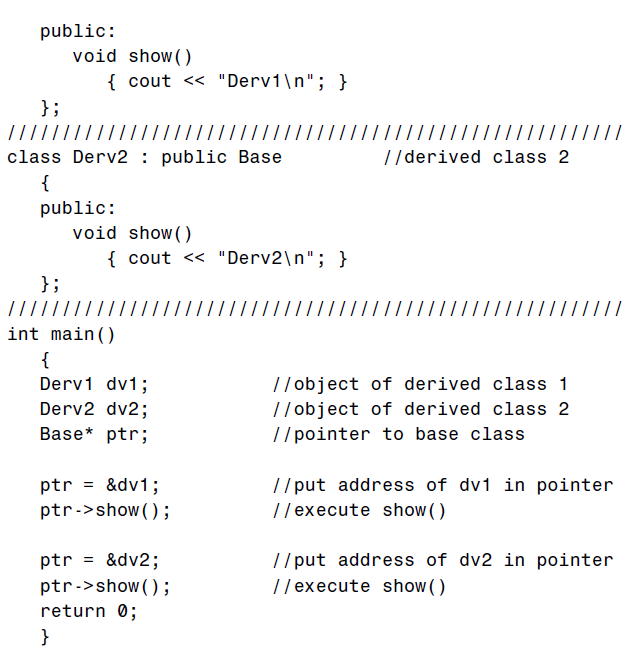 public:
void show()
{ cout << "Derv1\n"; }
};
/////////////////////////////////////////////////////////
class Derv2 : public Base //derived class 2
{
public:
void show()
{ cout << "Derv2\n"; }
};
/////////////////////////////////////////////////////////
int main()
{
Derv1 dv1; //object of derived class 1
Derv2 dv2; //object of derived class 2
Base* ptr; //pointer to base class
ptr = &dv1; //put address of dv1 in pointer
ptr->show(); //execute show()
ptr = &dv2; //put address of dv2 in pointer
ptr->show(); //execute show()
return 0;
}